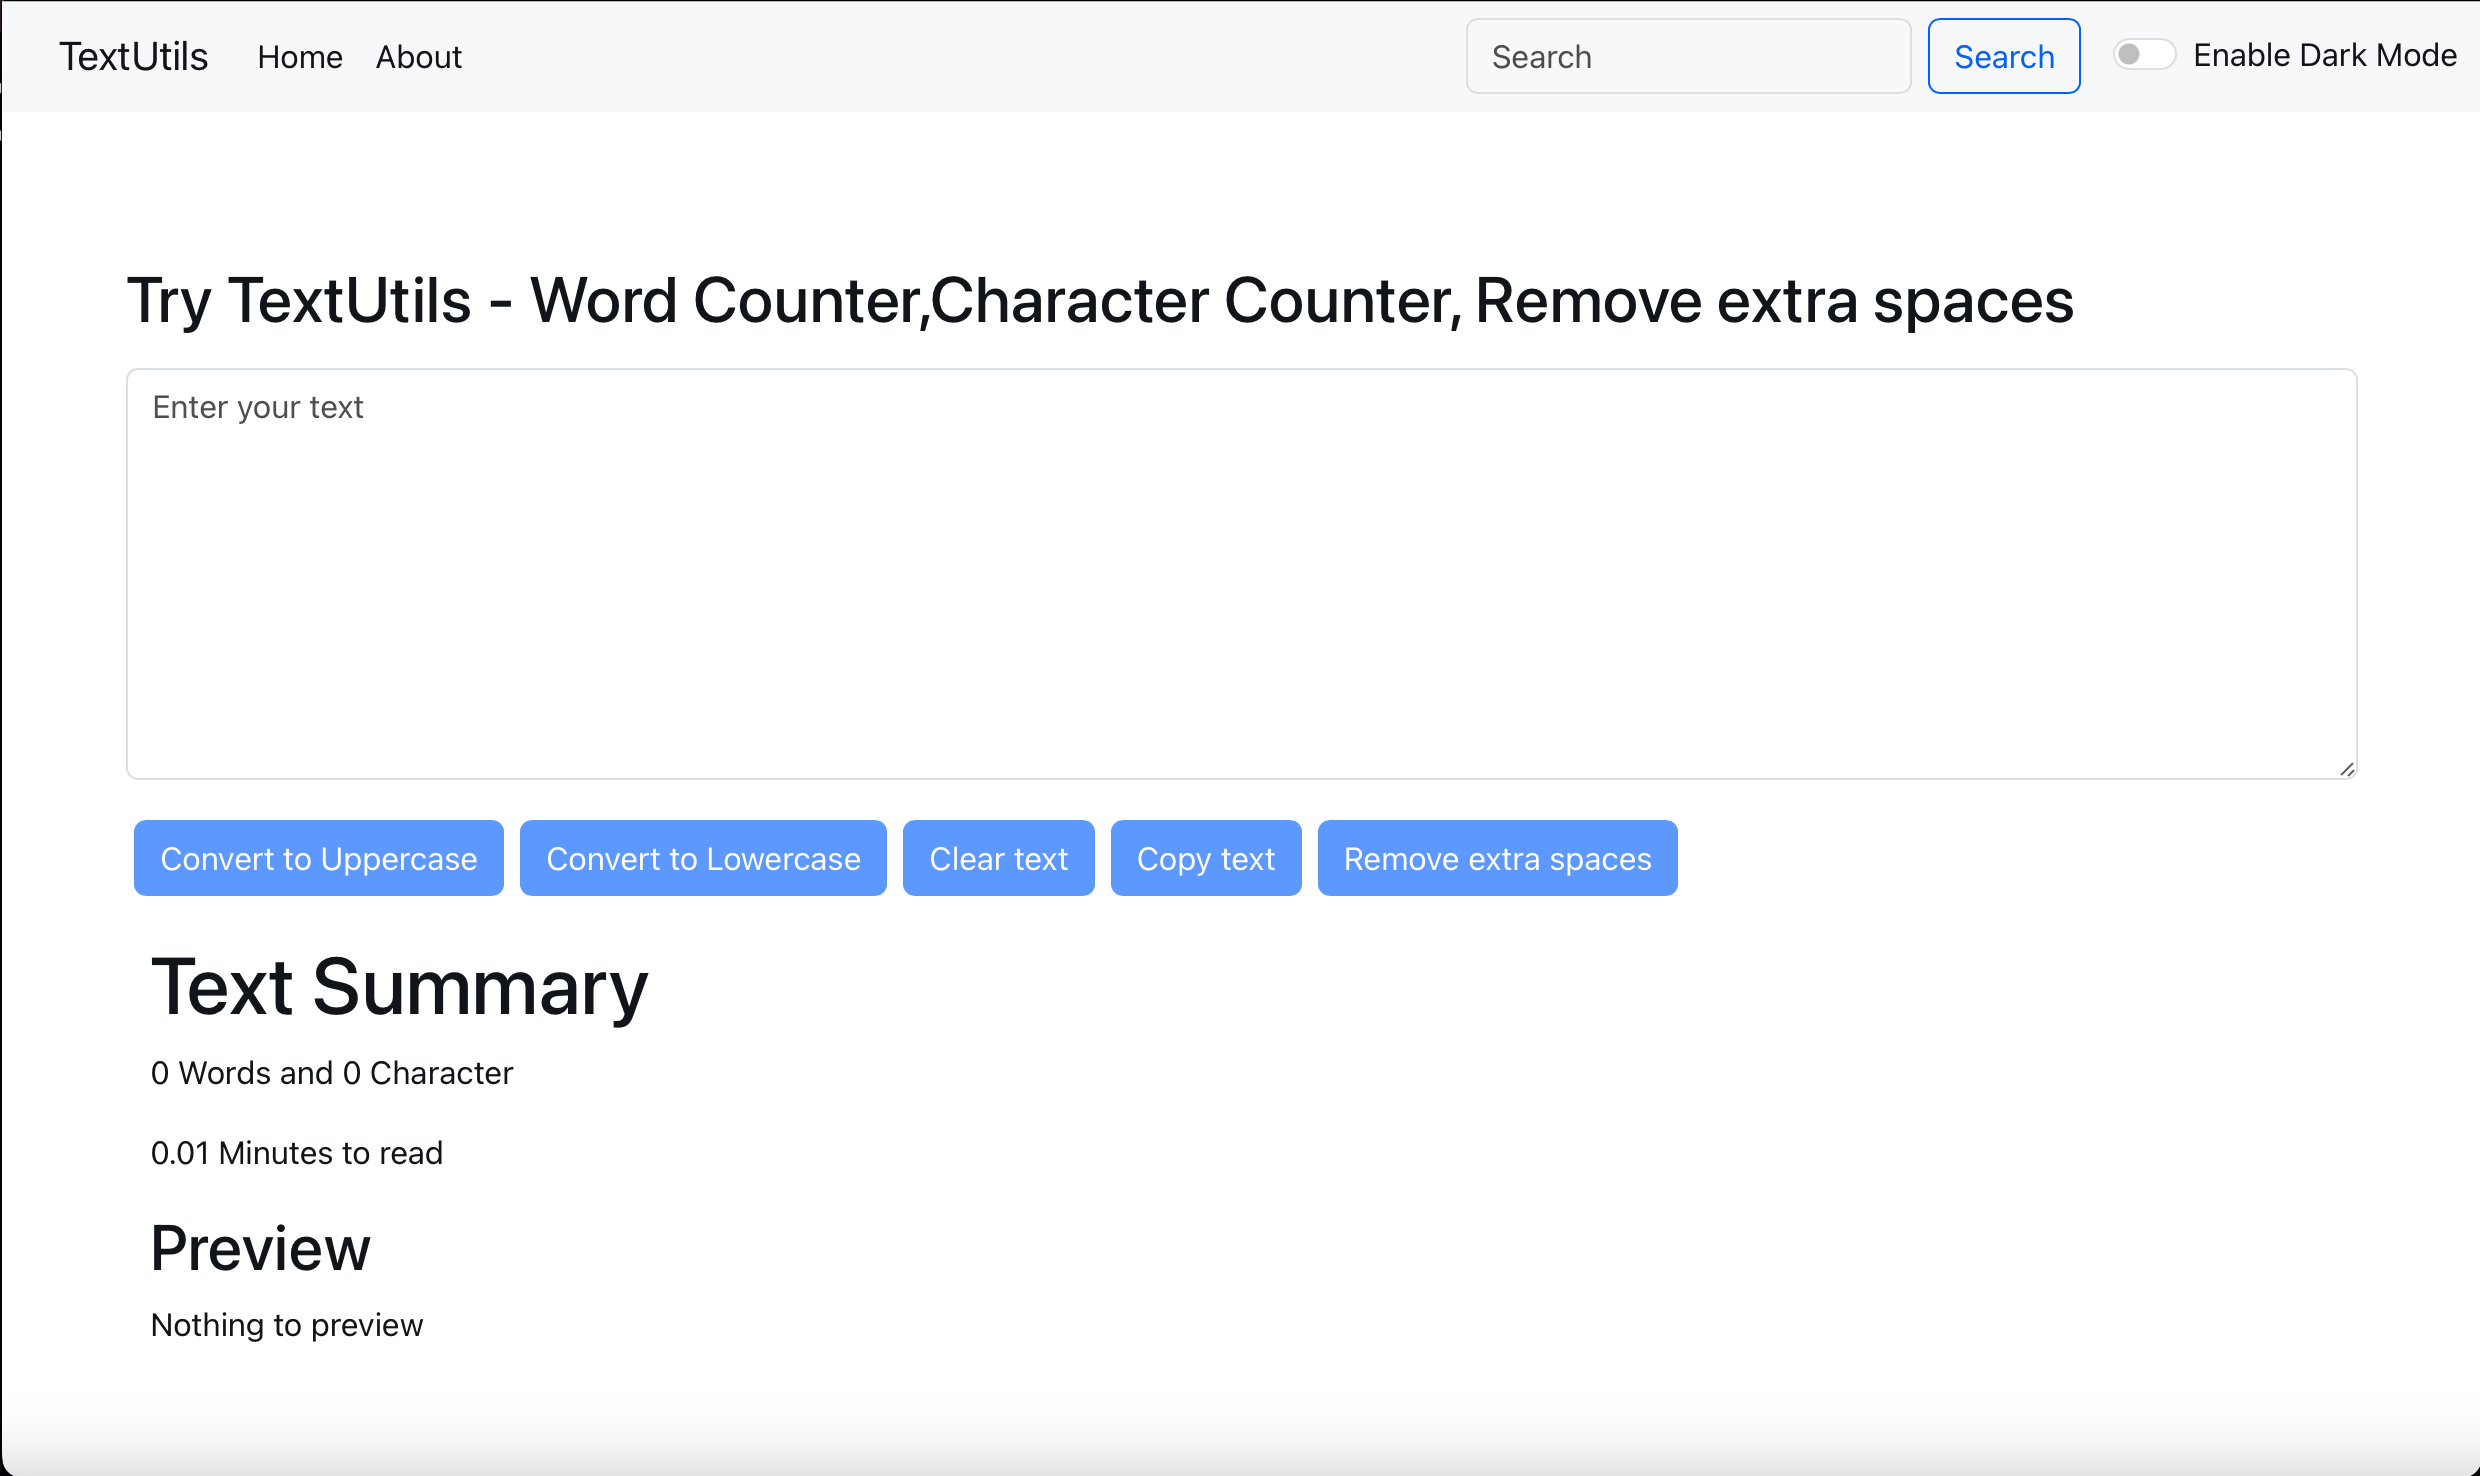 TextUtils Home About Search Search Enable Dark Mode
Try TextUtils - Word Counter,Character Counter, Remove extra spaces
Enter your text
Convert to Uppercase Convert to Lowercase Clear text Copy text Remove extra spaces
Text Summary
0 Words and 0 Character
0.01 Minutes to read
Preview
Nothing to preview